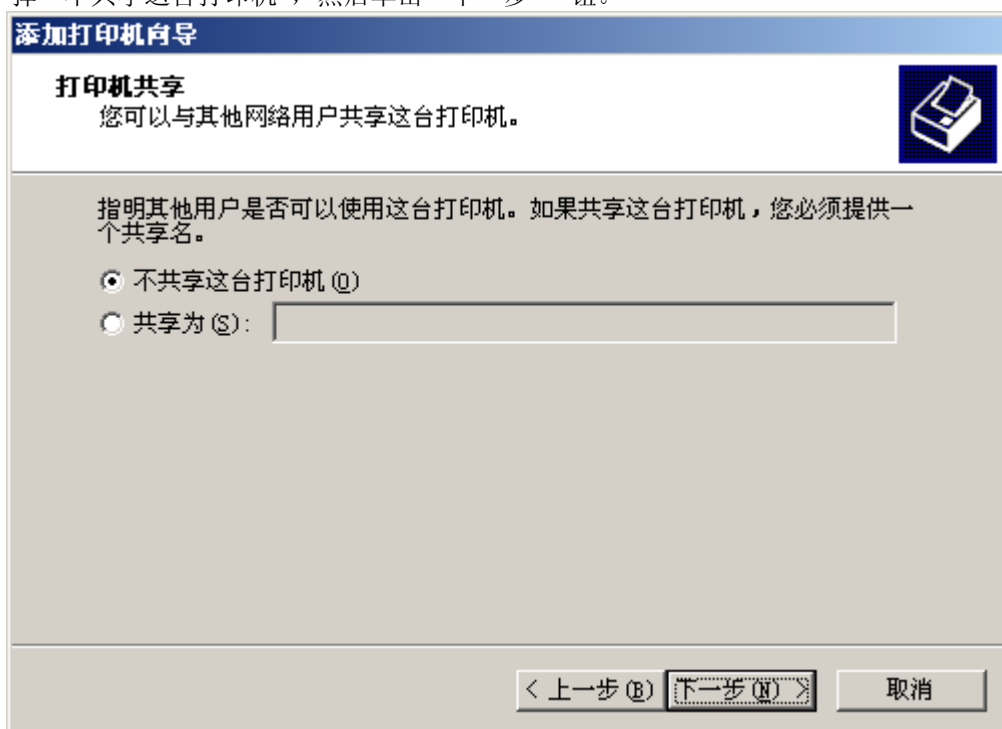 添加打印机向导
打印机共享
您可以与其他网络用户共享这台打印机。
指明其他用户是否可以使用这台打印机。如果共享这台打印机，您必须提供一
个共享名。
不共享这台打印机(O)
共享为(S):
< 上一步(B) 下一步(N) > 取消